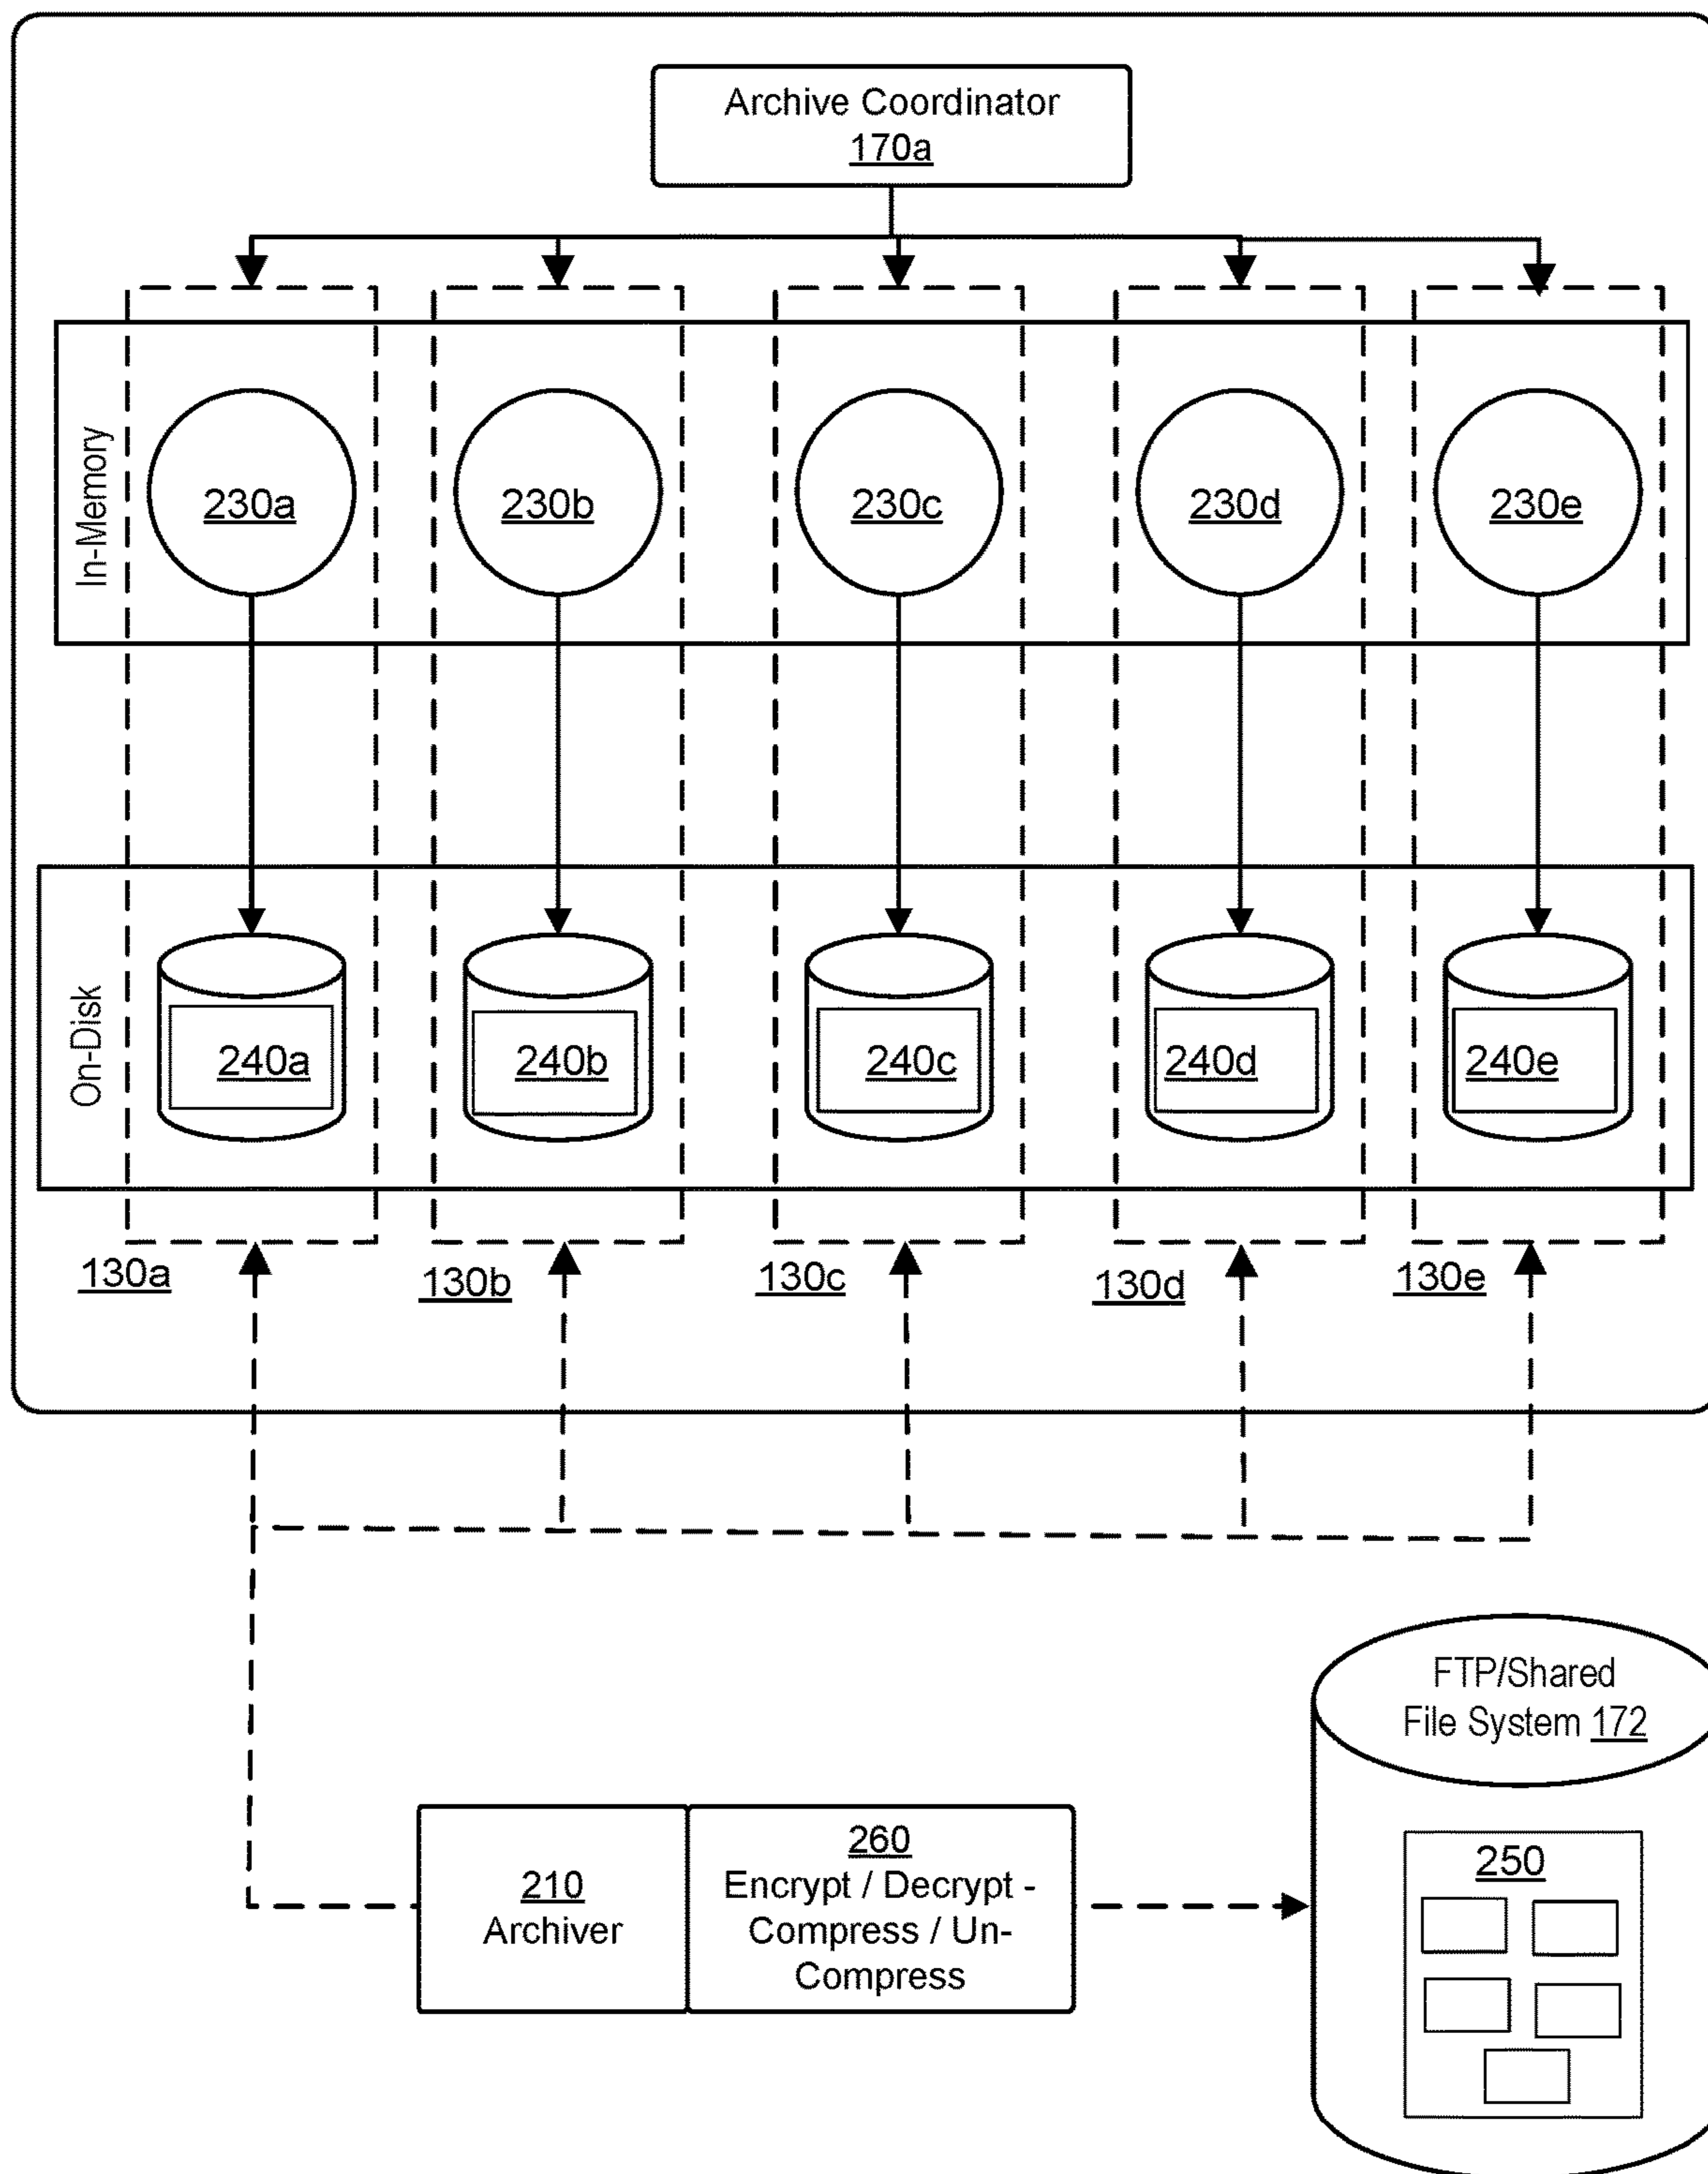 Archive Coordinator
170a
In-Memory
230a 230b 230c 230d 230e
On-Disk
240a 240b 240c 240d 240e
130a 130b 130c 130d 130e
FTP/Shared
File System 172
250
210
Archiver
260
Encrypt / Decrypt -
Compress / Un-
Compress